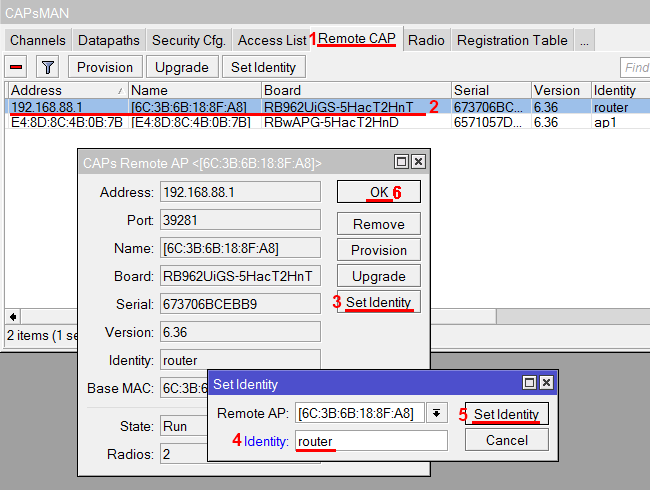 CAPsMAN
Channels Datapaths Security Cfg. Access List 1 Remote CAP Radio Registration Table ...
Provision Upgrade Set Identity Find
Address Name Board Serial Version Identity
192.168.88.1 [6C:3B:6B:18:8F:A8] RB962UiGS-5HacT2HnT 2 673706BC... 6.36 router
E4:8D:8C:4B:0B:7B [E4:8D:8C:4B:0B:7B] RBwAPG-5HacT2HnD 6571057D... 6.36 ap1
CAPs Remote AP <[6C:3B:6B:18:8F:A8]>
Address: 192.168.88.1 OK 6
Port: 39281 Remove
Name: [6C:3B:6B:18:8F:A8] Provision
Board: RB962UiGS-5HacT2HnT Upgrade
Serial: 673706BCEBB9 3 Set Identity
2 items (1 se Version: 6.36
Identity: router
Base MAC: 6C:3B:6
Set Identity
Remote AP: [6C:3B:6B:18:8F:A8] 5 Set Identity
4 Identity: router Cancel
State: Run
Radios: 2